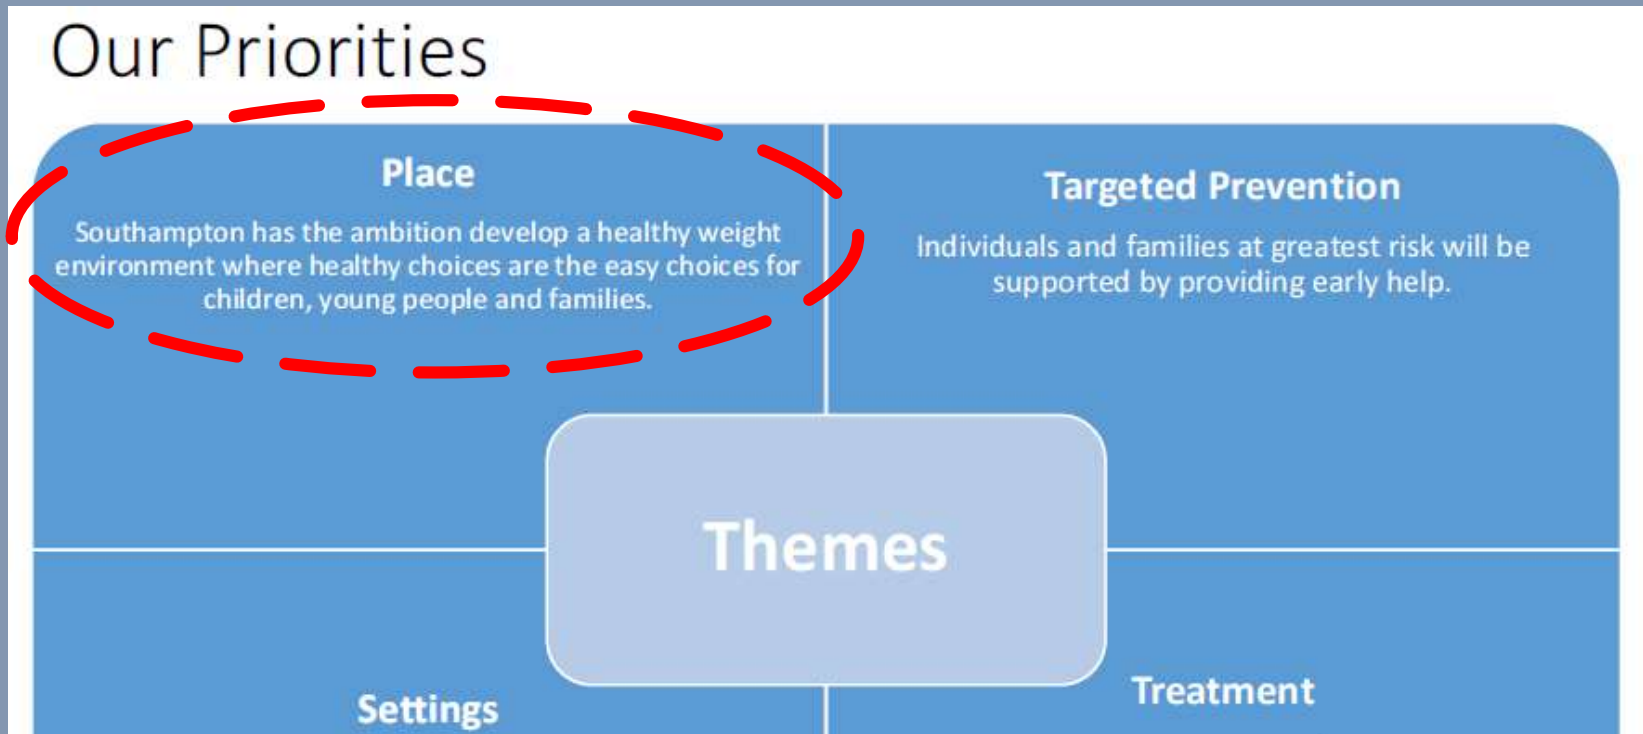 Our Priorities
Place
Southampton has the ambition develop a healthy weight
environment where healthy choices are the easy choices for
children, young people and families.
Targeted Prevention
Individuals and families at greatest risk will be
supported by providing early help.
Themes
Settings
Treatment